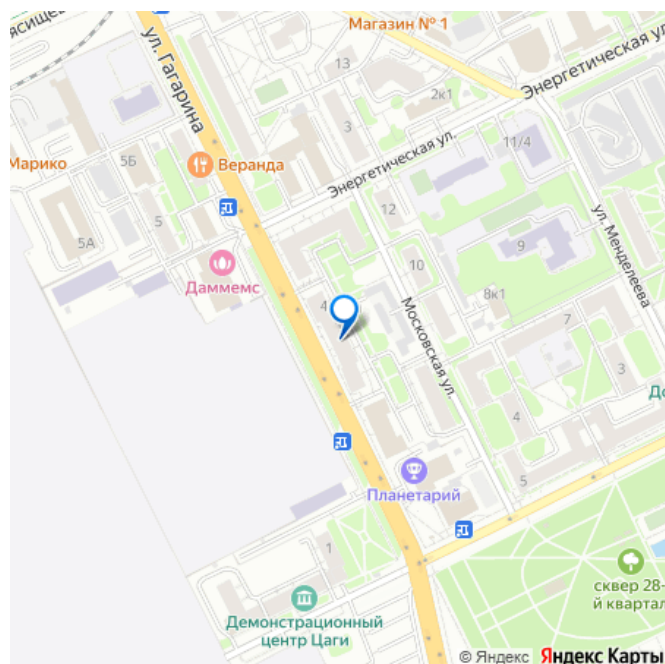 ясищев
Магазин № 1
ул. Гагарина
Энергетическая ул.
13
2к1
3
11/4
Марико
5Б
Веранда
Энергетическая ул.
5
12
ул. Менделеева
5А
9
10
Даммемс
8к1
4
Московская ул.
7
3
До
4
Планетарий
5
1
сквер 28-
й квартал
Демонстрационный
центр Цаги
© Яндекс Яндекс Карты